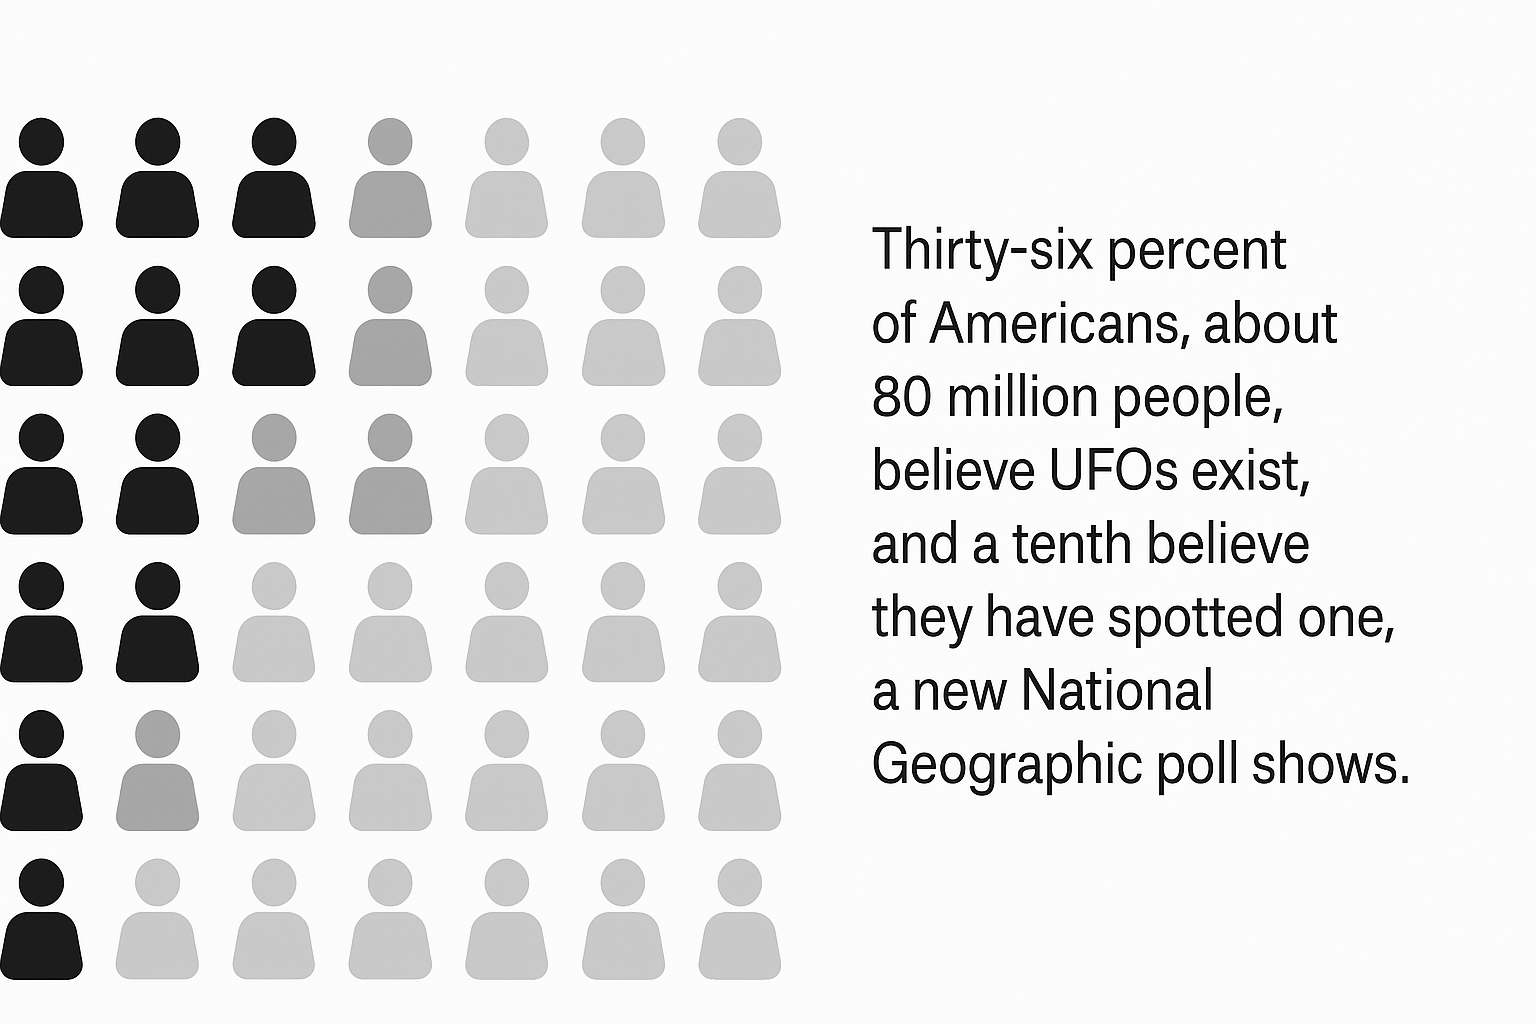 Thirty-six percent
of Americans, about
80 million people,
believe UFOs exist,
and a tenth believe
they have spotted one,
a new National
Geographic poll shows.